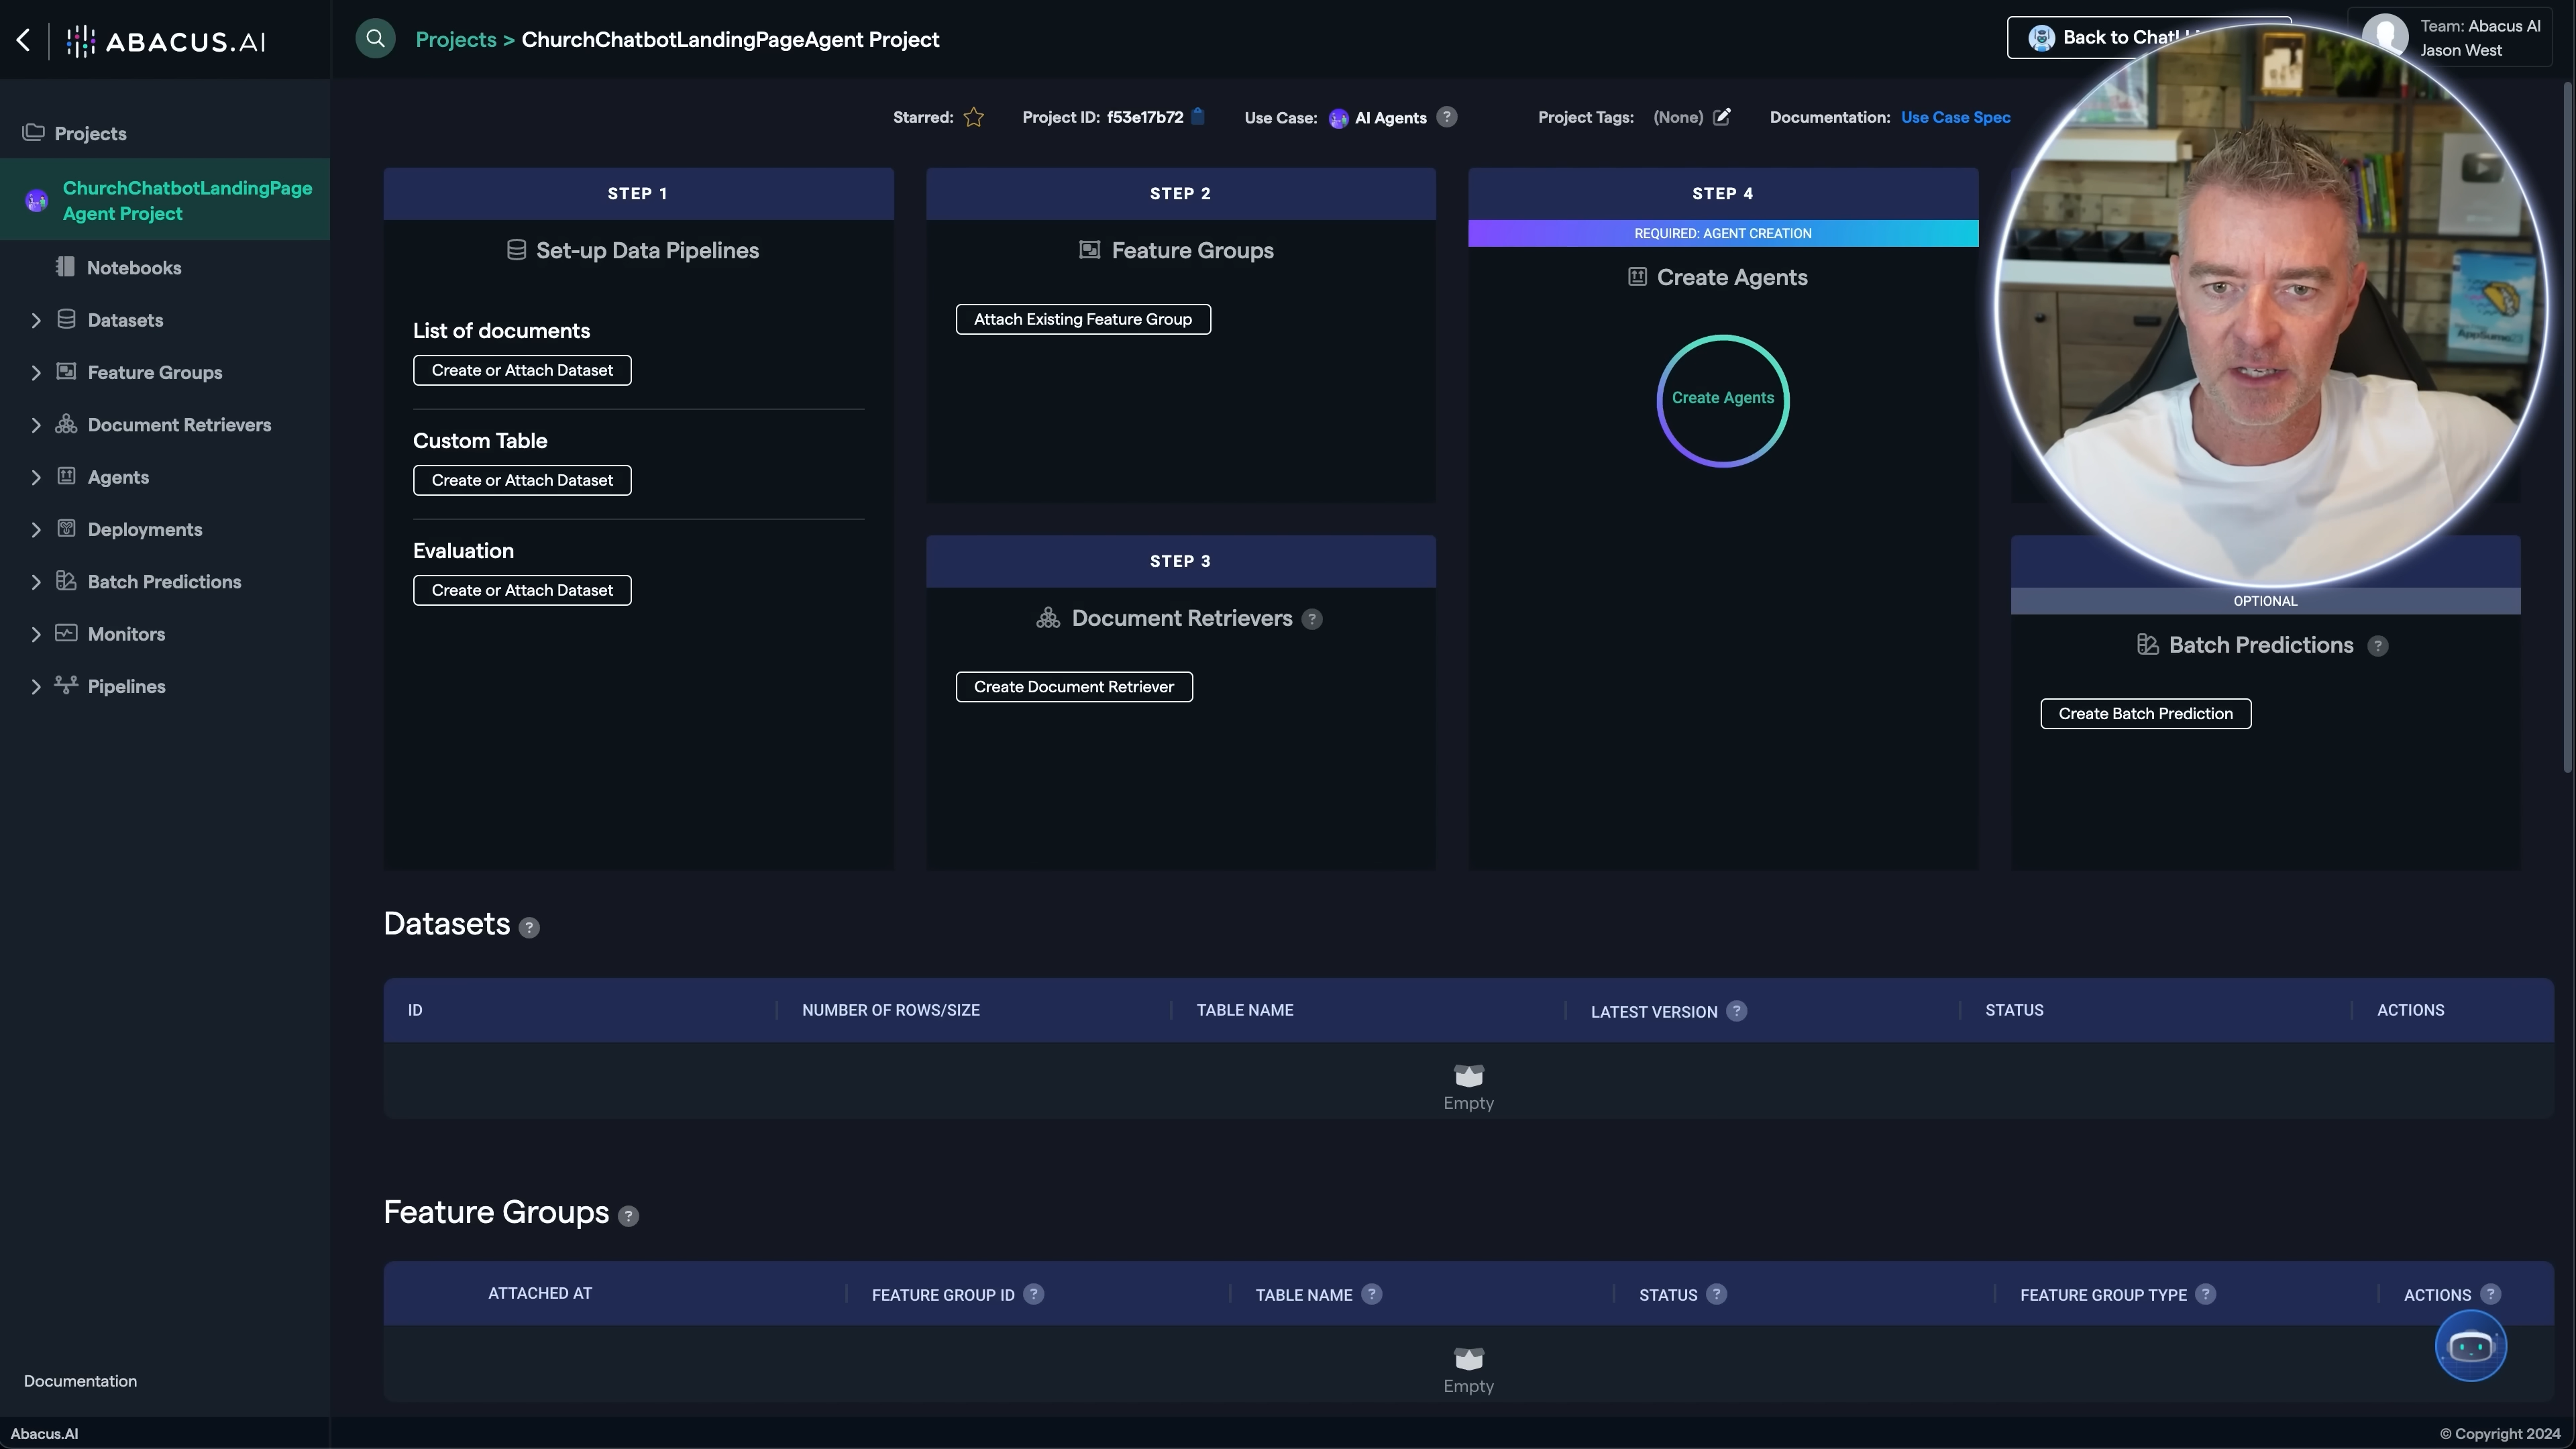 ABACUS.AI
Projects > ChurchChatbotLandingPageAgent Project
Back to Chat
Team: Abacus AI
Jason West
Projects
ChurchChatbotLandingPage
Agent Project
Notebooks
Datasets
Feature Groups
Document Retrievers
Agents
Deployments
Batch Predictions
Monitors
Pipelines
Documentation
Abacus.AI
Starred:
Project ID: f53e17b72
Use Case: AI Agents ?
Project Tags: (None)
Documentation: Use Case Spec
STEP 1
Set-up Data Pipelines
List of documents
Create or Attach Dataset
Custom Table
Create or Attach Dataset
Evaluation
Create or Attach Dataset
STEP 2
Feature Groups
Attach Existing Feature Group
STEP 3
Document Retrievers ?
Create Document Retriever
STEP 4
REQUIRED: AGENT CREATION
Create Agents
Create Agents
OPTIONAL
Batch Predictions ?
Create Batch Prediction
Datasets ?
ID
NUMBER OF ROWS/SIZE
TABLE NAME
LATEST VERSION ?
STATUS
ACTIONS
Empty
Feature Groups ?
ATTACHED AT
FEATURE GROUP ID ?
TABLE NAME ?
STATUS ?
FEATURE GROUP TYPE ?
ACTIONS ?
Empty
© Copyright 2024